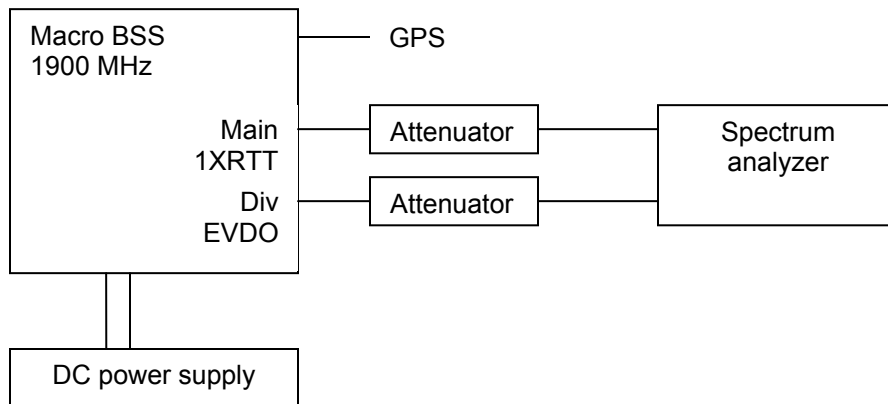 Macro BSS
1900 MHz
GPS
Main
1XRTT
Attenuator
Spectrum
analyzer
Div
EVDO
Attenuator
DC power supply